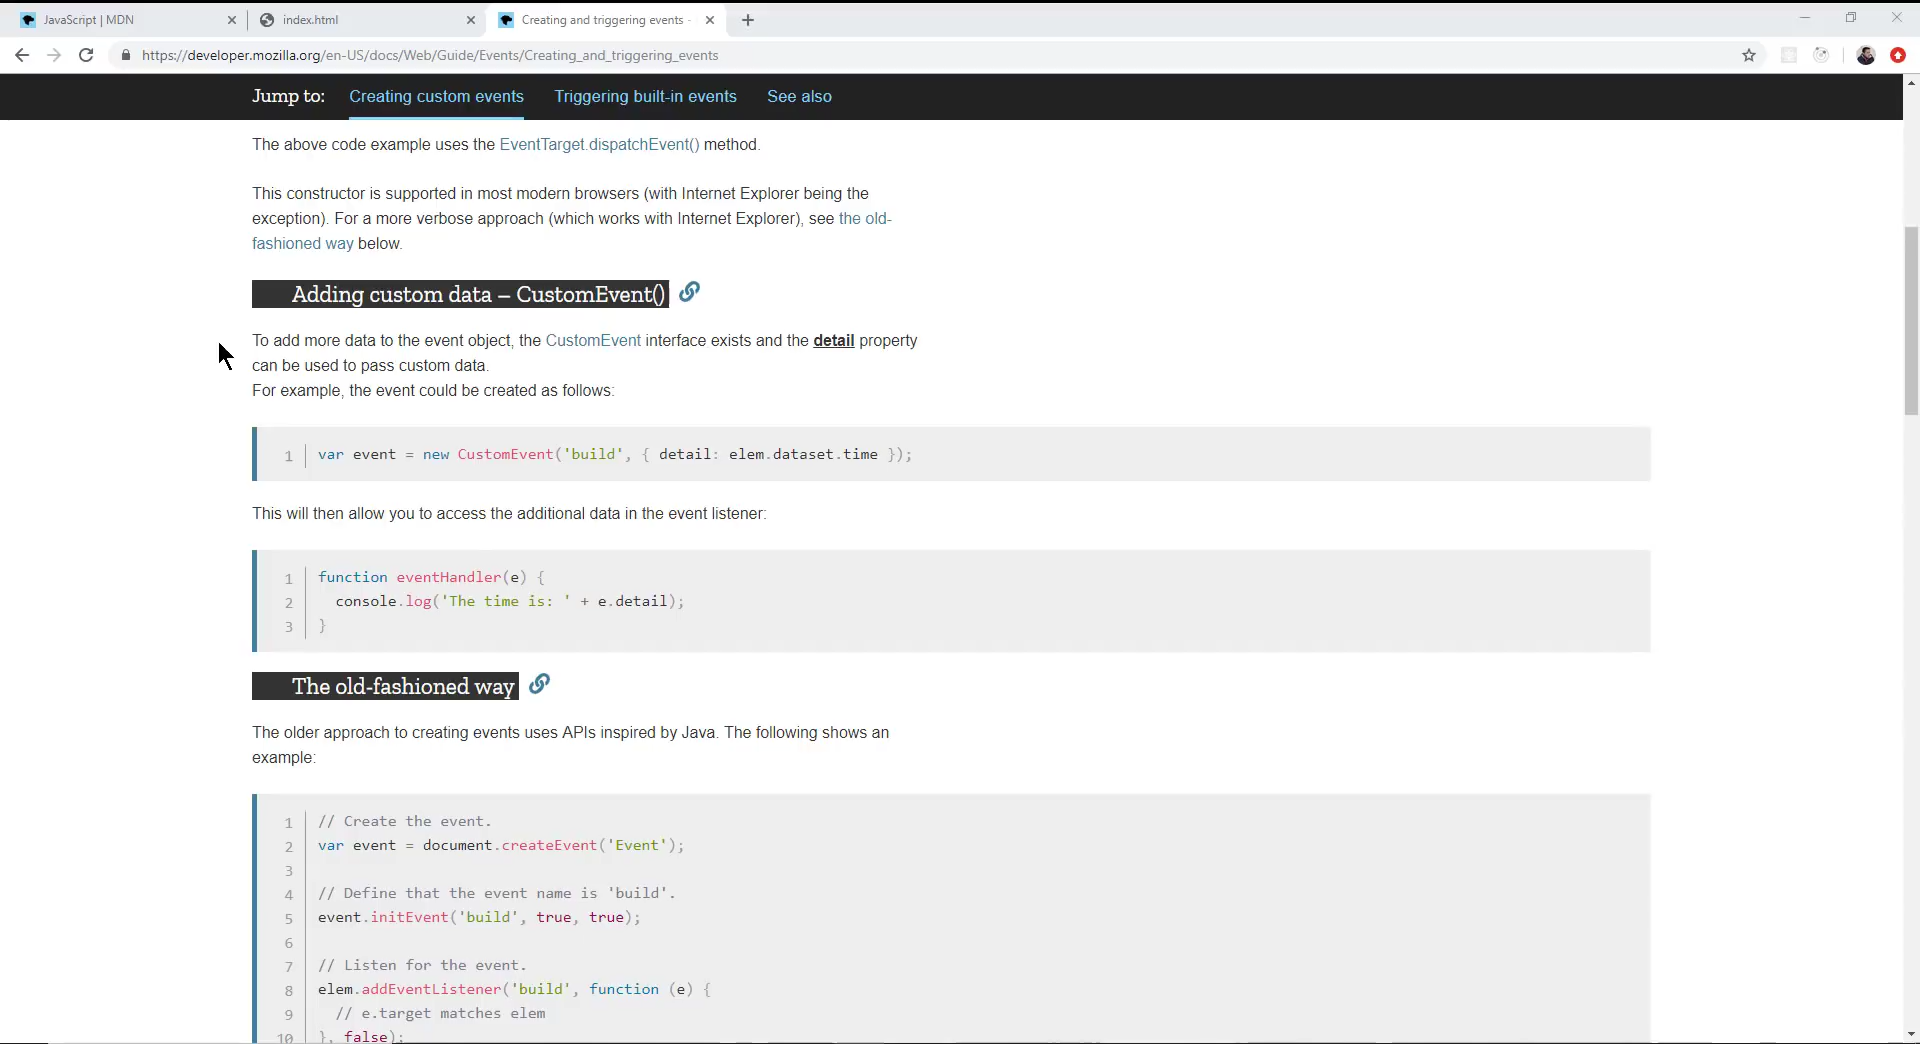 JavaScript | MDN
index.html
Creating and triggering events -
https://developer.mozilla.org/en-US/docs/Web/Guide/Events/Creating_and_triggering_events
Jump to: Creating custom events Triggering built-in events See also
The above code example uses the EventTarget.dispatchEvent() method.
This constructor is supported in most modern browsers (with Internet Explorer being the
exception). For a more verbose approach (which works with Internet Explorer), see the old-
fashioned way below.
Adding custom data – CustomEvent()
To add more data to the event object, the CustomEvent interface exists and the detail property
can be used to pass custom data.
For example, the event could be created as follows:
1 var event = new CustomEvent('build', { detail: elem.dataset.time });
This will then allow you to access the additional data in the event listener:
1 function eventHandler(e) {
2 console.log('The time is: ' + e.detail);
3 }
The old-fashioned way
The older approach to creating events uses APIs inspired by Java. The following shows an
example:
1 // Create the event.
2 var event = document.createEvent('Event');
3
4 // Define that the event name is 'build'.
5 event.initEvent('build', true, true);
6
7 // Listen for the event.
8 elem.addEventListener('build', function (e) {
9 // e.target matches elem
10 }, false);